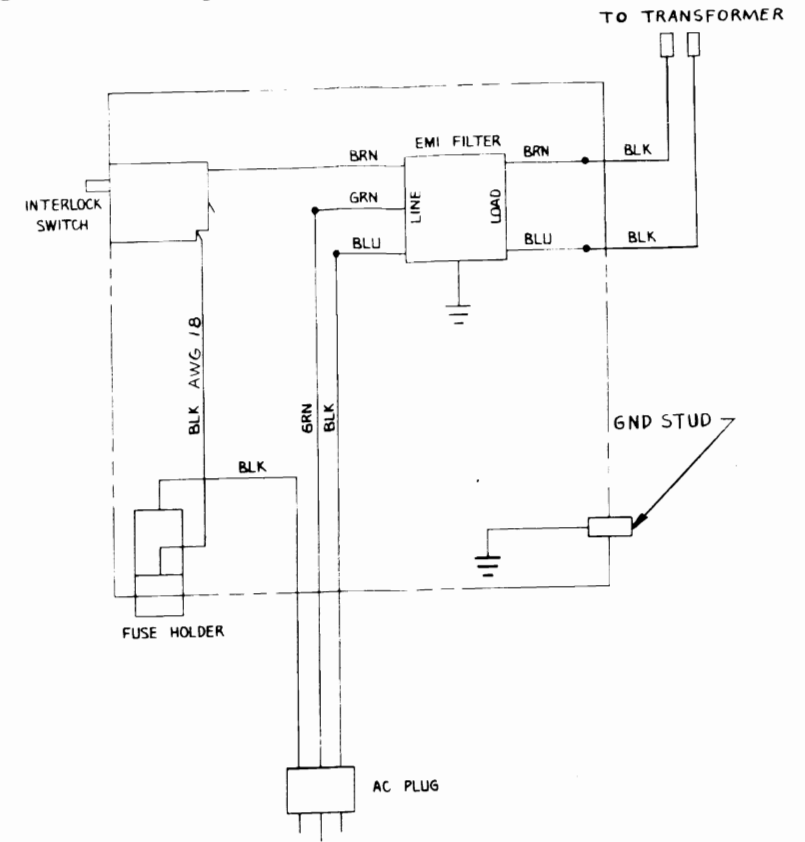 TO TRANSFORMER
EMI FILTER
BRN
BRN
BLK
INTERLOCK
SWITCH
GRN
LINE
LOAD
BLU
BLU
BLK
BLK AWG 18
GRN
BLK
GND STUD
BLK
FUSE HOLDER
AC PLUG